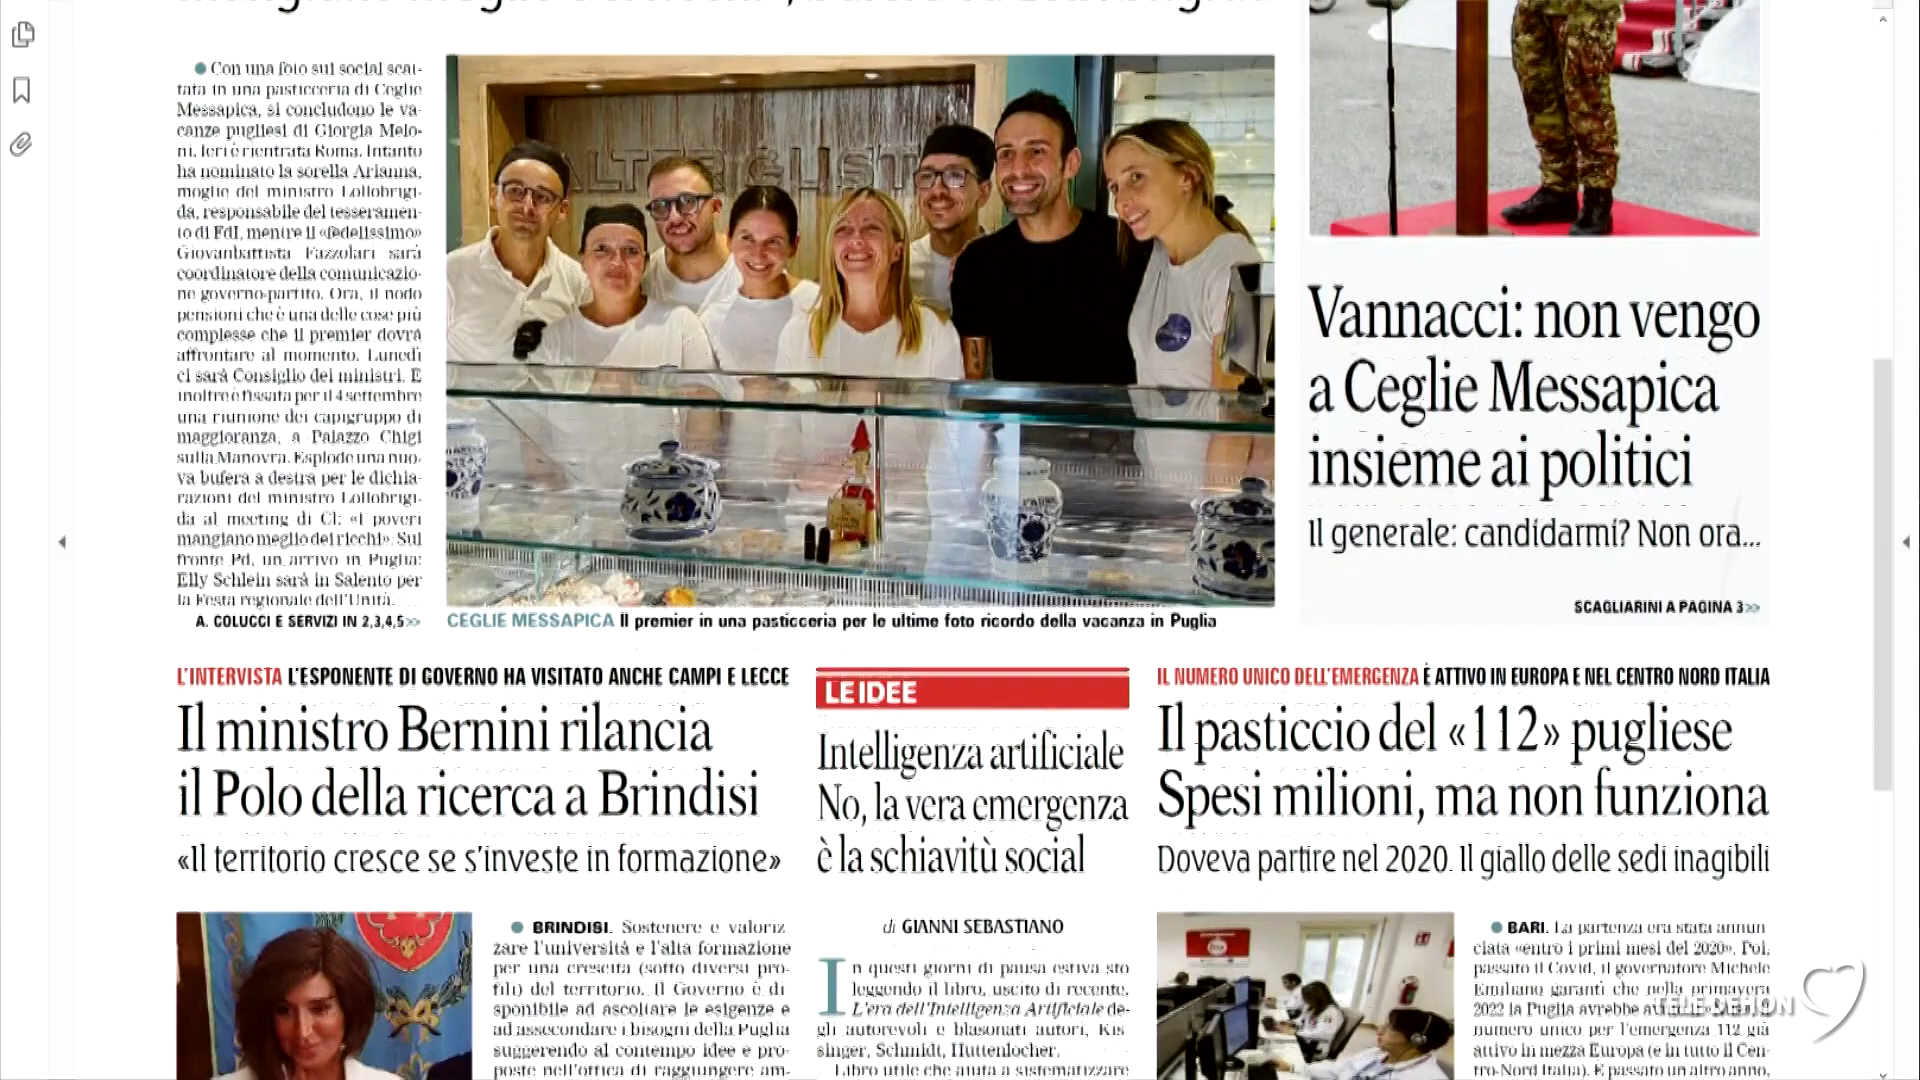 Con una foto sui social scat-
tata in una pasticceria di Ceglie
Messapica, si concludono le va-
canze pugliesi di Giorgia Melo-
ni. Ieri è rientrata Roma. Intanto
ha nominato la sorella Arianna,
moglie del ministro Lollobrigi-
da, responsabile del tesseramen-
to di FdI, mentre il «fedelissimo»
Giovanbattista Fazzolari sarà
coordinatore della comunicazio-
ne governo-partito. Ora, il nodo
pensioni che è una delle cose più
complesse che il premier dovrà
affrontare al momento. Lunedì
ci sarà Consiglio dei ministri. E
inoltre è fissata per il 4 settembre
una riunione dei capigruppo di
maggioranza, a Palazzo Chigi
sulla Manovra. Esplode una nuo-
va bufera a destra per le dichia-
razioni del ministro Lollobrigi-
da al meeting di Cl: «I poveri
mangiano meglio dei ricchi». Sul
fronte Pd, un arrivo in Puglia:
Elly Schlein sarà in Salento per
la Festa regionale dell'Unità.
A. COLUCCI E SERVIZI IN 2,3,4,5>>
CEGLIE MESSAPICA Il premier in una pasticceria per le ultime foto ricordo della vacanza in Puglia
Vannacci: non vengo
a Ceglie Messapica
insieme ai politici
Il generale: candidarmi? Non ora...
SCAGLIARINI A PAGINA 3>>
L'INTERVISTA L'ESPONENTE DI GOVERNO HA VISITATO ANCHE CAMPI E LECCE
Il ministro Bernini rilancia
il Polo della ricerca a Brindisi
«Il territorio cresce se s'investe in formazione»
BRINDISI. Sostenere e valoriz
zare l'università e l'alta formazione
per una crescita (sotto diversi pro-
fili) del territorio. Il Governo è di-
sponibile ad ascoltare le esigenze e
ad assecondare i bisogni della Puglia
suggerendo al contempo idee e pro-
poste nell'ottica di raggiungere am-
LE IDEE
Intelligenza artificiale
No, la vera emergenza
è la schiavitù social
di GIANNI SEBASTIANO
In questi giorni di pausa estiva sto
leggendo il libro, uscito di recente,
L'era dell'Intelligenza Artificiale de-
gli autorevoli e blasonati autori, Kis-
singer, Schmidt, Huttenlocher.
Libro utile che aiuta a sistematizzare
IL NUMERO UNICO DELL'EMERGENZA È ATTIVO IN EUROPA E NEL CENTRO NORD ITALIA
Il pasticcio del «112» pugliese
Spesi milioni, ma non funziona
Doveva partire nel 2020. Il giallo delle sedi inagibili
BARI. La partenza era stata annun
ciata «entro i primi mesi del 2020». Poi,
passato il Covid, il governatore Michele
Emiliano garantì che nella primavera
2022 la Puglia avrebbe
numero unico per l'emergenza 112 già
attivo in mezza Europa (e in tutto il Cen-
tro-Nord Italia). È passato un altro anno,
TELE DEHON